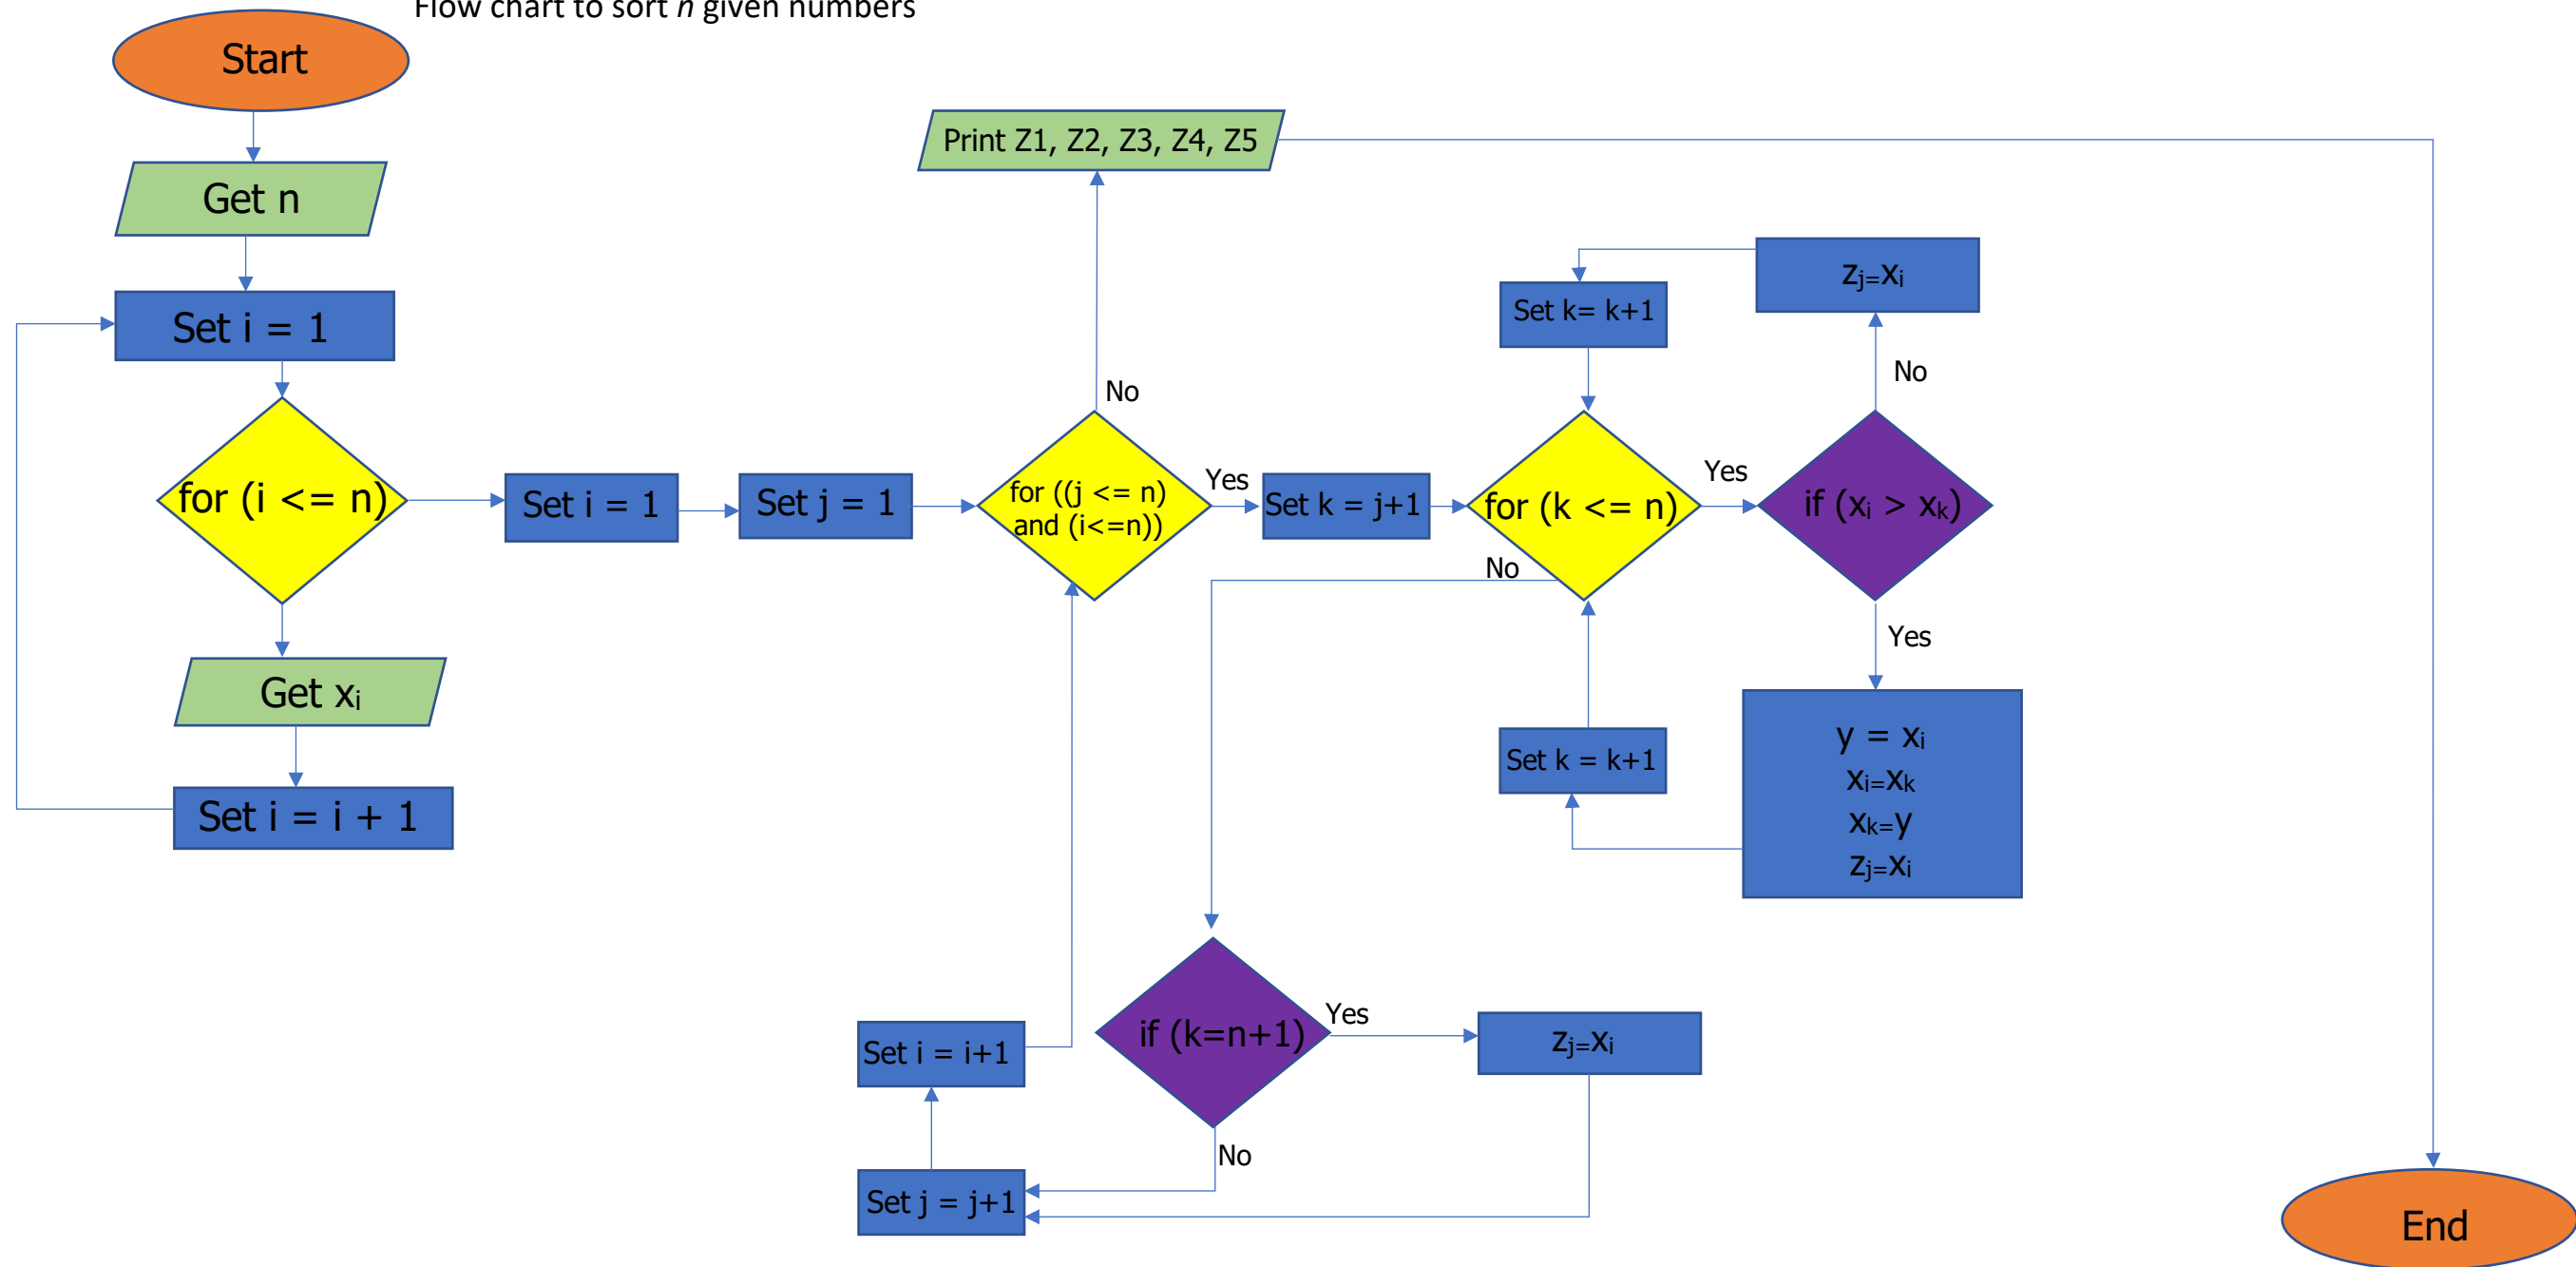 Flow chart to sort n given numbers
Start
Get n
Set i = 1
for (i <= n)
Get xi
Set i = i + 1
Set i = 1
Set j = 1
for ((j <= n)
and (i<=n))
No
Print Z1, Z2, Z3, Z4, Z5
Yes
Set k = j+1
for (k <= n)
Yes
if (xi > xk)
No
zj=xi
Set k= k+1
Yes
y = xi
xi=xk
xk=y
zj=xi
Set k = k+1
No
if (k=n+1)
Yes
zj=xi
No
Set j = j+1
Set i = i+1
End